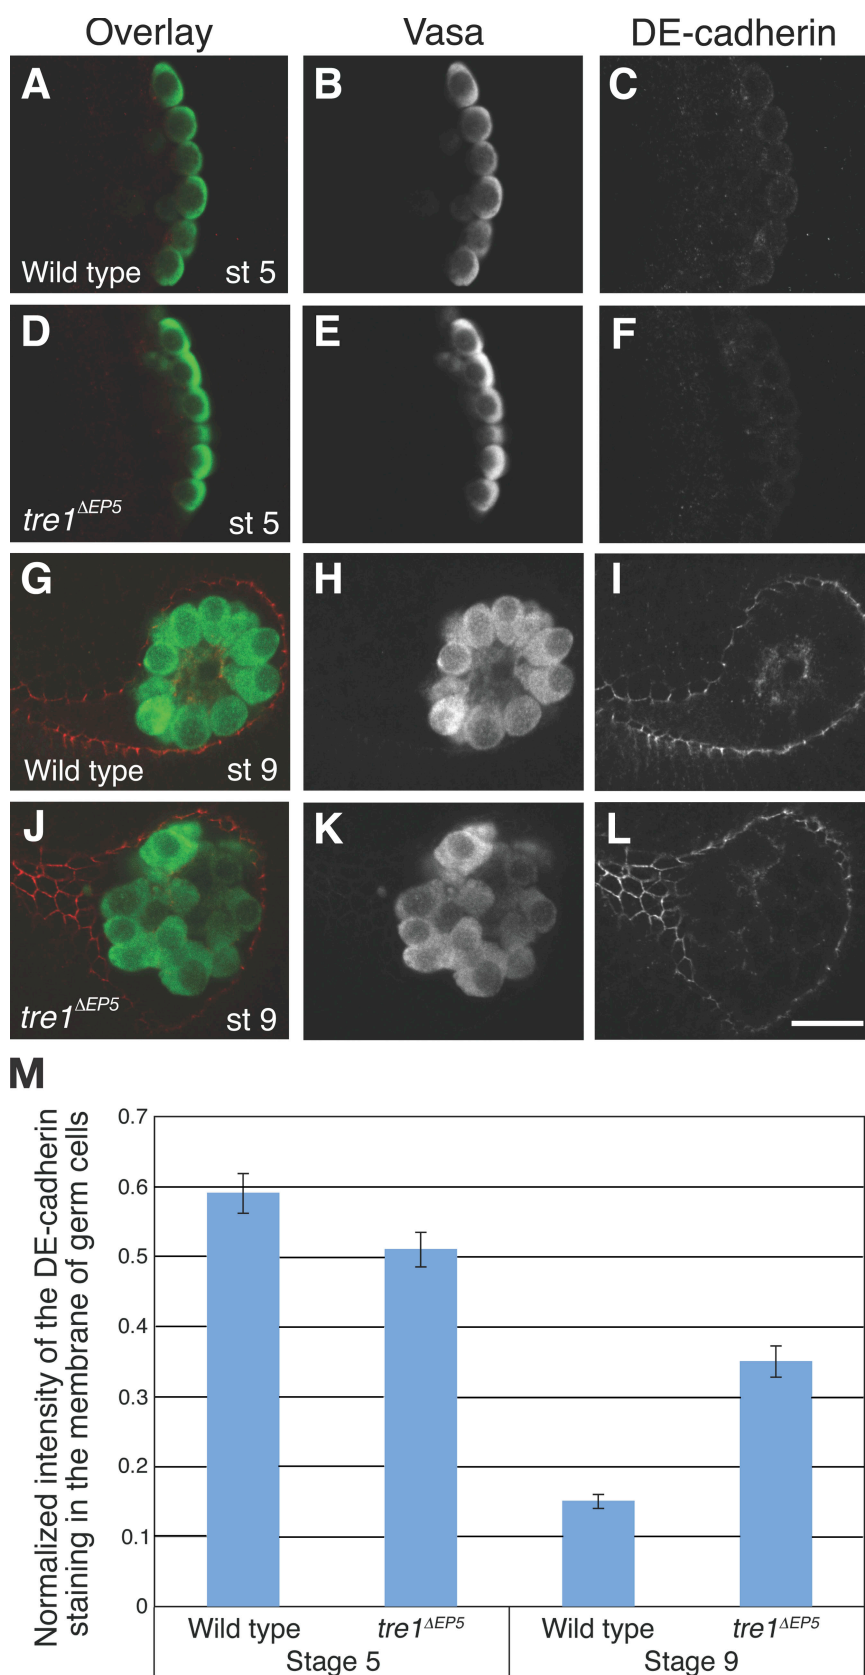 Overlay Vasa DE-cadherin
A B C
Wild type st 5
D E F
tre1ΔEP5 st 5
G H I
Wild type st 9
J K L
tre1ΔEP5 st 9
M
Normalized intensity of the DE-cadherin
staining in the membrane of germ cells
0.7
0.6
0.5
0.4
0.3
0.2
0.1
0
Wild type tre1ΔEP5 Wild type tre1ΔEP5
Stage 5 Stage 9